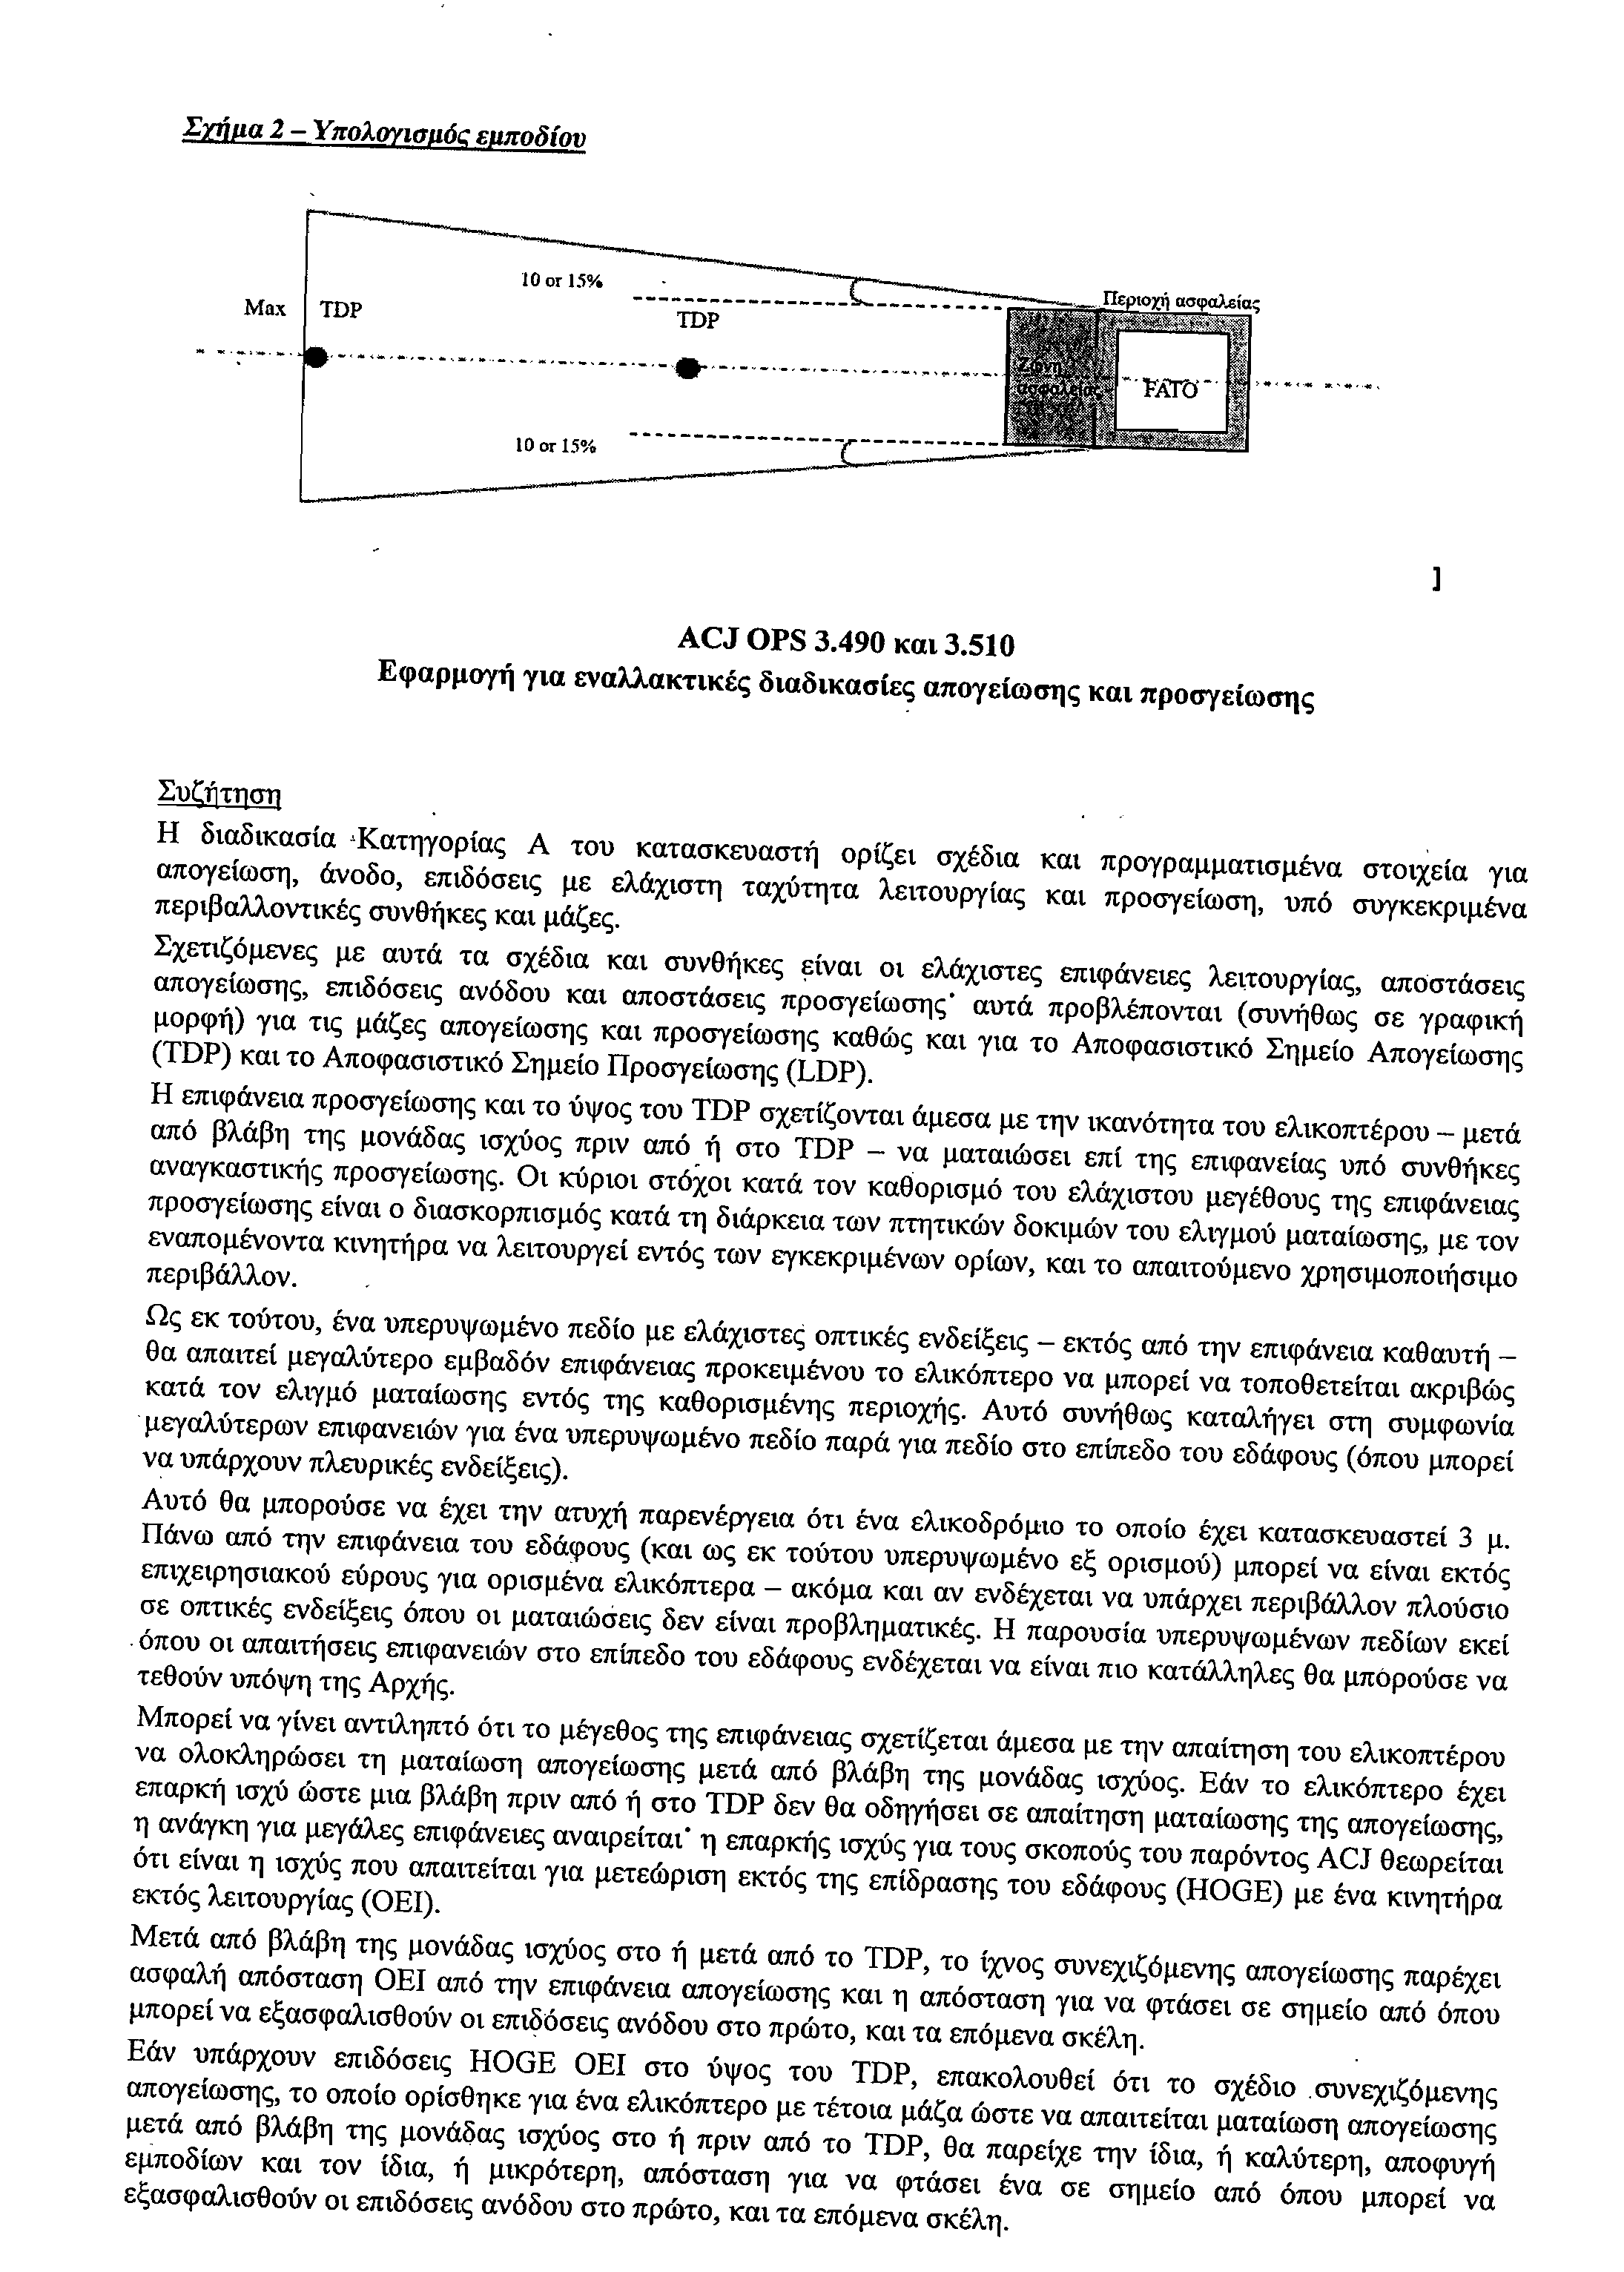 Σχήμα 2 – Υπολογισμός εμποδίου
10 or 15%
Περιοχή ασφαλείας
Max TDP
TDP
Ζώνη
ασφαλείας
FATO
10 or 15%
]
ACJ OPS 3.490 και 3.510
Εφαρμογή για εναλλακτικές διαδικασίες απογείωσης και προσγείωσης
Συζήτηση
Η διαδικασία Κατηγορίας Α του κατασκευαστή ορίζει σχέδια και προγραμματισμένα στοιχεία για
απογείωση, άνοδο, επιδόσεις με ελάχιστη ταχύτητα λειτουργίας και προσγείωση, υπό συγκεκριμένα
περιβαλλοντικές συνθήκες και μάζες.
Σχετιζόμενες με αυτά τα σχέδια και συνθήκες είναι οι ελάχιστες επιφάνειες λειτουργίας, αποστάσεις
απογείωσης, επιδόσεις ανόδου και αποστάσεις προσγείωσης· αυτά προβλέπονται (συνήθως σε γραφική
μορφή) για τις μάζες απογείωσης και προσγείωσης καθώς και για το Αποφασιστικό Σημείο Απογείωσης
(TDP) και το Αποφασιστικό Σημείο Προσγείωσης (LDP).
Η επιφάνεια προσγείωσης και το ύψος του TDP σχετίζονται άμεσα με την ικανότητα του ελικοπτέρου – μετά
από βλάβη της μονάδας ισχύος πριν από ή στο TDP – να ματαιώσει επί της επιφανείας υπό συνθήκες
αναγκαστικής προσγείωσης. Οι κύριοι στόχοι κατά τον καθορισμό του ελάχιστου μεγέθους της επιφάνειας
προσγείωσης είναι ο διασκορπισμός κατά τη διάρκεια των πτητικών δοκιμών του ελιγμού ματαίωσης, με τον
εναπομένοντα κινητήρα να λειτουργεί εντός των εγκεκριμένων ορίων, και το απαιτούμενο χρησιμοποιήσιμο
περιβάλλον.
Ως εκ τούτου, ένα υπερυψωμένο πεδίο με ελάχιστες οπτικές ενδείξεις – εκτός από την επιφάνεια καθαυτή –
θα απαιτεί μεγαλύτερο εμβαδόν επιφάνειας προκειμένου το ελικόπτερο να μπορεί να τοποθετείται ακριβώς
κατά τον ελιγμό ματαίωσης εντός της καθορισμένης περιοχής. Αυτό συνήθως καταλήγει στη συμφωνία
μεγαλύτερων επιφανειών για ένα υπερυψωμένο πεδίο παρά για πεδίο στο επίπεδο του εδάφους (όπου μπορεί
να υπάρχουν πλευρικές ενδείξεις).
Αυτό θα μπορούσε να έχει την ατυχή παρενέργεια ότι ένα ελικοδρόμιο το οποίο έχει κατασκευαστεί 3 μ.
Πάνω από την επιφάνεια του εδάφους (και ως εκ τούτου υπερυψωμένο εξ ορισμού) μπορεί να είναι εκτός
επιχειρησιακού εύρους για ορισμένα ελικόπτερα – ακόμα και αν ενδέχεται να υπάρχει περιβάλλον πλούσιο
σε οπτικές ενδείξεις όπου οι ματαιώσεις δεν είναι προβληματικές. Η παρουσία υπερυψωμένων πεδίων εκεί
όπου οι απαιτήσεις επιφανειών στο επίπεδο του εδάφους ενδέχεται να είναι πιο κατάλληλες θα μπορούσε να
τεθούν υπόψη της Αρχής.
Μπορεί να γίνει αντιληπτό ότι το μέγεθος της επιφάνειας σχετίζεται άμεσα με την απαίτηση του ελικοπτέρου
να ολοκληρώσει τη ματαίωση απογείωσης μετά από βλάβη της μονάδας ισχύος. Εάν το ελικόπτερο έχει
επαρκή ισχύ ώστε μια βλάβη πριν από ή στο TDP δεν θα οδηγήσει σε απαίτηση ματαίωσης της απογείωσης,
η ανάγκη για μεγάλες επιφάνειες αναιρείται· η επαρκής ισχύς για τους σκοπούς του παρόντος ACJ θεωρείται
ότι είναι η ισχύς που απαιτείται για μετεώριση εκτός της επίδρασης του εδάφους (HOGE) με ένα κινητήρα
εκτός λειτουργίας (OEI).
Μετά από βλάβη της μονάδας ισχύος στο ή μετά από το TDP, το ίχνος συνεχιζόμενης απογείωσης παρέχει
ασφαλή απόσταση OEI από την επιφάνεια απογείωσης και η απόσταση για να φτάσει σε σημείο από όπου
μπορεί να εξασφαλισθούν οι επιδόσεις ανόδου στο πρώτο, και τα επόμενα σκέλη.
Εάν υπάρχουν επιδόσεις HOGE OEI στο ύψος του TDP, επακολουθεί ότι το σχέδιο συνεχιζόμενης
απογείωσης, το οποίο ορίσθηκε για ένα ελικόπτερο με τέτοια μάζα ώστε να απαιτείται ματαίωση απογείωσης
μετά από βλάβη της μονάδας ισχύος στο ή πριν από το TDP, θα παρείχε την ίδια, ή καλύτερη, αποφυγή
εμποδίων και τον ίδια, ή μικρότερη, απόσταση για να φτάσει ένα σε σημείο από όπου μπορεί να
εξασφαλισθούν οι επιδόσεις ανόδου στο πρώτο, και τα επόμενα σκέλη.